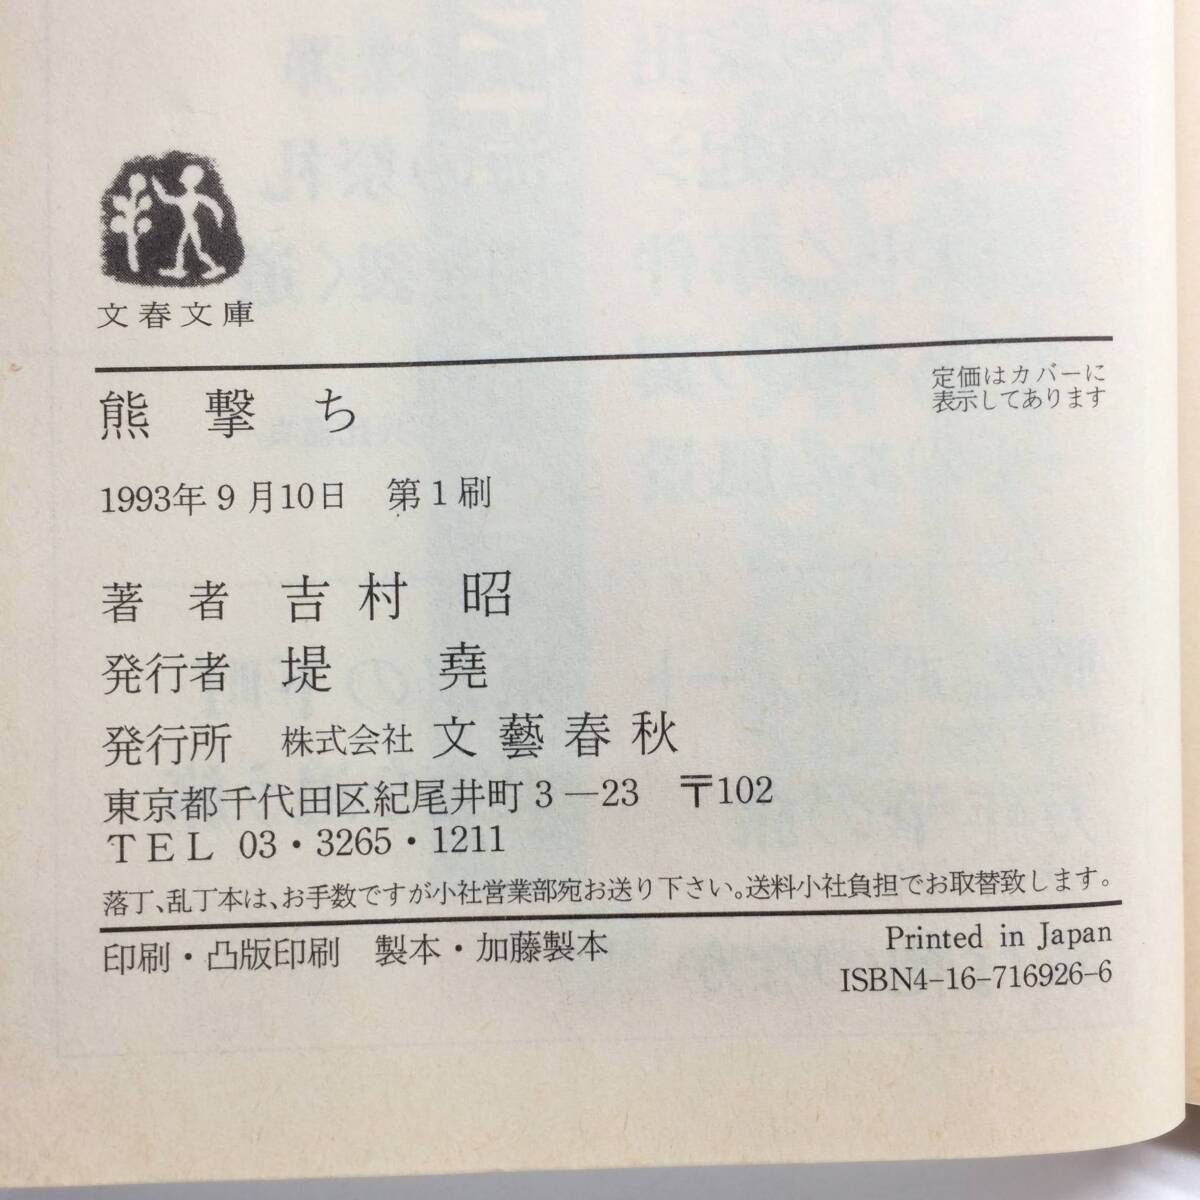 文春文庫
熊撃ち
定価はカバーに
表示してあります
1993年9月10日 第1刷
著者 吉村 昭
発行者 堤 堯
発行所 株式会社 文藝春秋
東京都千代田区紀尾井町3—23 〒102
TEL 03・3265・1211
落丁、乱丁本は、お手数ですが小社営業部宛お送り下さい。送料小社負担でお取替致します。
印刷・凸版印刷 製本・加藤製本
Printed in Japan
ISBN4-16-716926-6